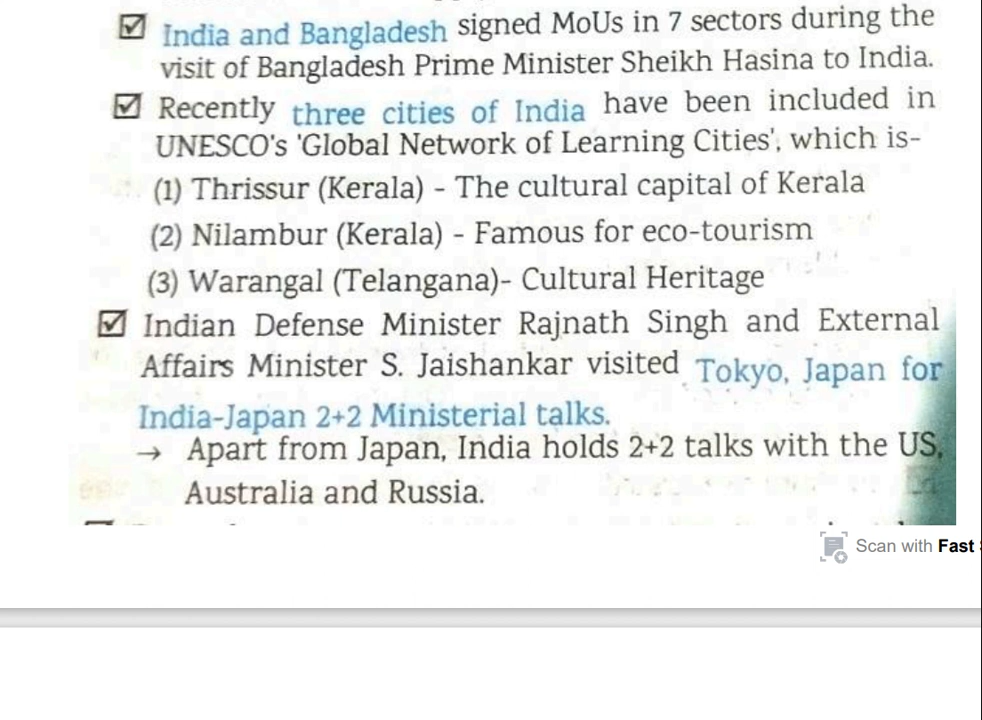 India and Bangladesh signed MoUs in 7 sectors during the
visit of Bangladesh Prime Minister Sheikh Hasina to India.
Recently three cities of India have been included in
UNESCO's 'Global Network of Learning Cities', which is-
(1) Thrissur (Kerala) - The cultural capital of Kerala
(2) Nilambur (Kerala) - Famous for eco-tourism
(3) Warangal (Telangana)- Cultural Heritage
Indian Defense Minister Rajnath Singh and External
Affairs Minister S. Jaishankar visited Tokyo, Japan for
India-Japan 2+2 Ministerial talks.
→ Apart from Japan, India holds 2+2 talks with the US,
Australia and Russia.
Scan with Fast